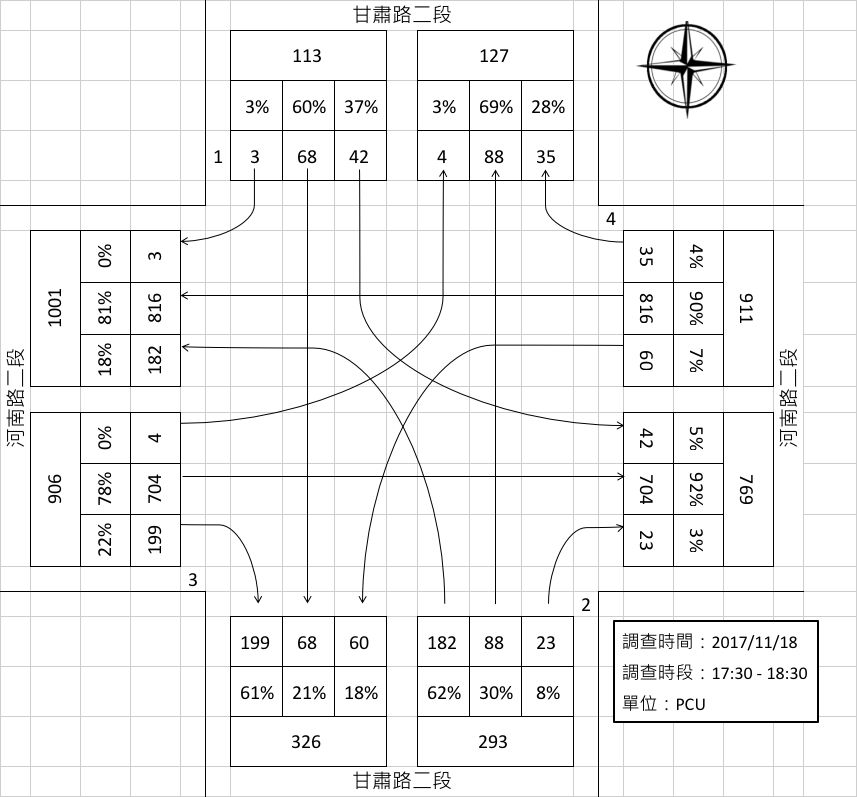 甘肅路二段
113 127
3% 60% 37% 3% 69% 28%
1 3 68 42 4 88 35
4
1001 0% 3
81% 816
18% 182
35 4% 911
816 90%
60 7%
河南路二段
河南路二段
906 0% 4
78% 704
22% 199
42 5% 769
704 92%
23 3%
3
2
199 68 60 182 88 23
61% 21% 18% 62% 30% 8%
326 293
甘肅路二段
調查時間：2017/11/18
調查時段：17:30 - 18:30
單位：PCU